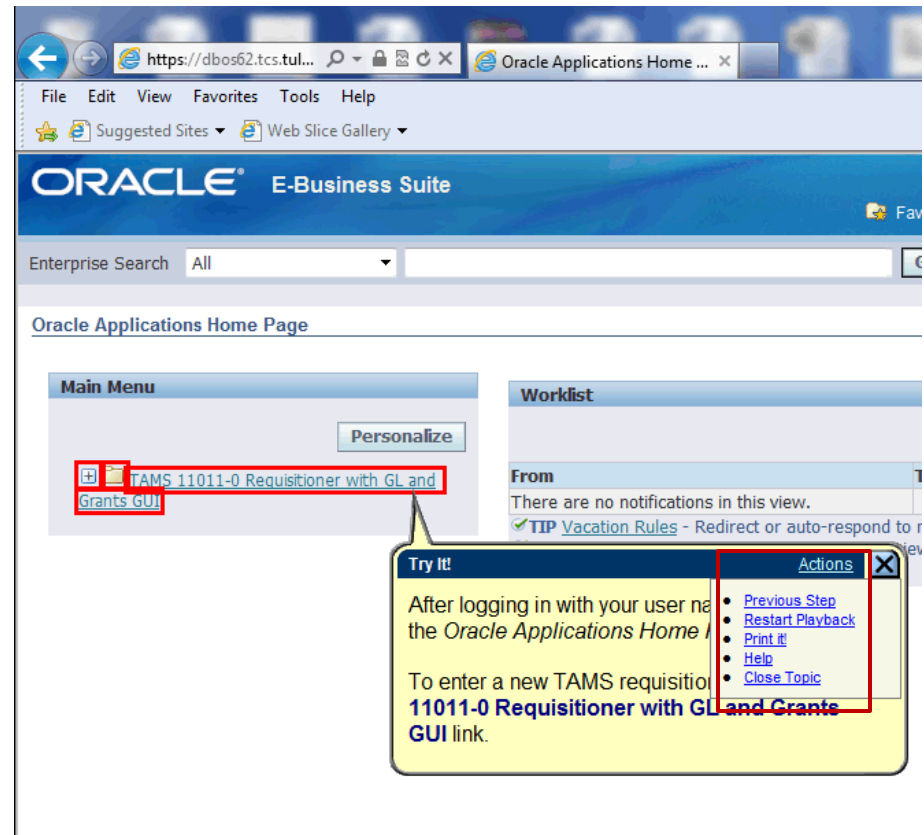 https://dbos62.tcs.tul...
Oracle Applications Home ...
File Edit View Favorites Tools Help
Suggested Sites Web Slice Gallery
ORACLE® E-Business Suite
Enterprise Search All
Oracle Applications Home Page
Main Menu
Personalize
TAMS 11011-0 Requisitioner with GL and
Grants GUI
Worklist
From
There are no notifications in this view.
TIP Vacation Rules - Redirect or auto-respond to
Try It!
Actions
After logging in with your user
the Oracle Applications Home
To enter a new TAMS
11011-0 Requisitioner with GL and Grants
GUI link.
Previous Step
Restart Playback
Print it!
Help
Close Topic